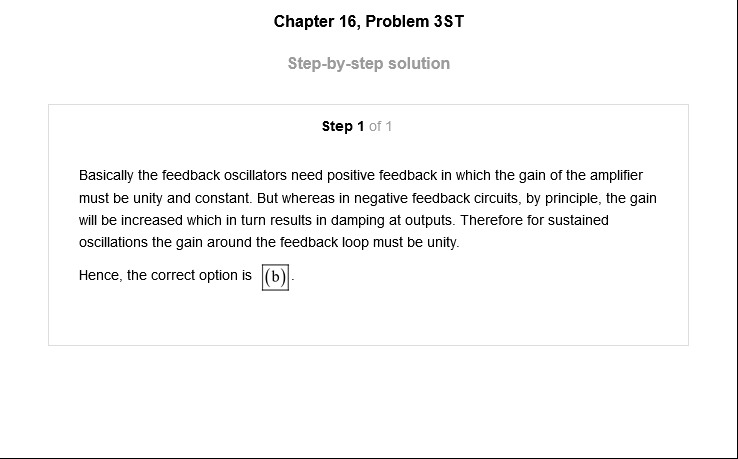 Chapter 16, Problem 3ST
Step-by-step solution
Step 1 of 1
Basically the feedback oscillators need positive feedback in which the gain of the amplifier
must be unity and constant. But whereas in negative feedback circuits, by principle, the gain
will be increased which in turn results in damping at outputs. Therefore for sustained
oscillations the gain around the feedback loop must be unity.
Hence, the correct option is (b).